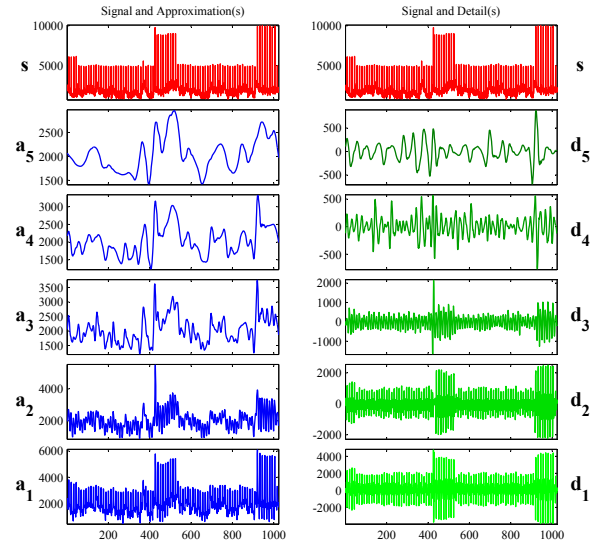 Signal and Approximation(s) Signal and Detail(s)
10000 10000
s 5000 5000 s
a5 2500 2000 1500 500 0 -500 d5
a4 3000 2500 2000 1500 500 0 -500 d4
a3 3500 3000 2500 2000 1500 2000 1000 0 -1000 d3
a2 4000 2000 2000 0 -2000 d2
a1 6000 4000 2000 4000 2000 0 -2000 d1
200 400 600 800 1000 0 200 400 600 800 1000